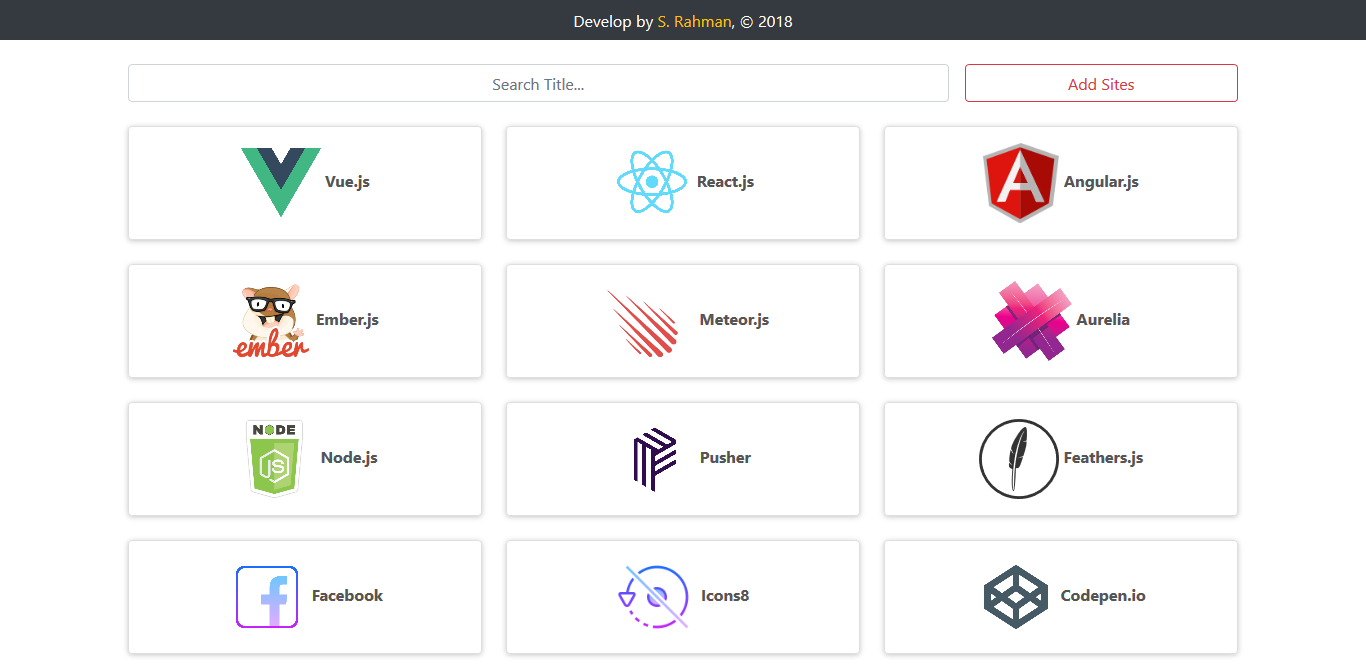 Develop by S. Rahman, © 2018
Search Title...
Add Sites
Vue.js
React.js
Angular.js
ember
Ember.js
Meteor.js
Aurelia
NODE
JS
Node.js
Pusher
Feathers.js
Facebook
Icons8
Codepen.io